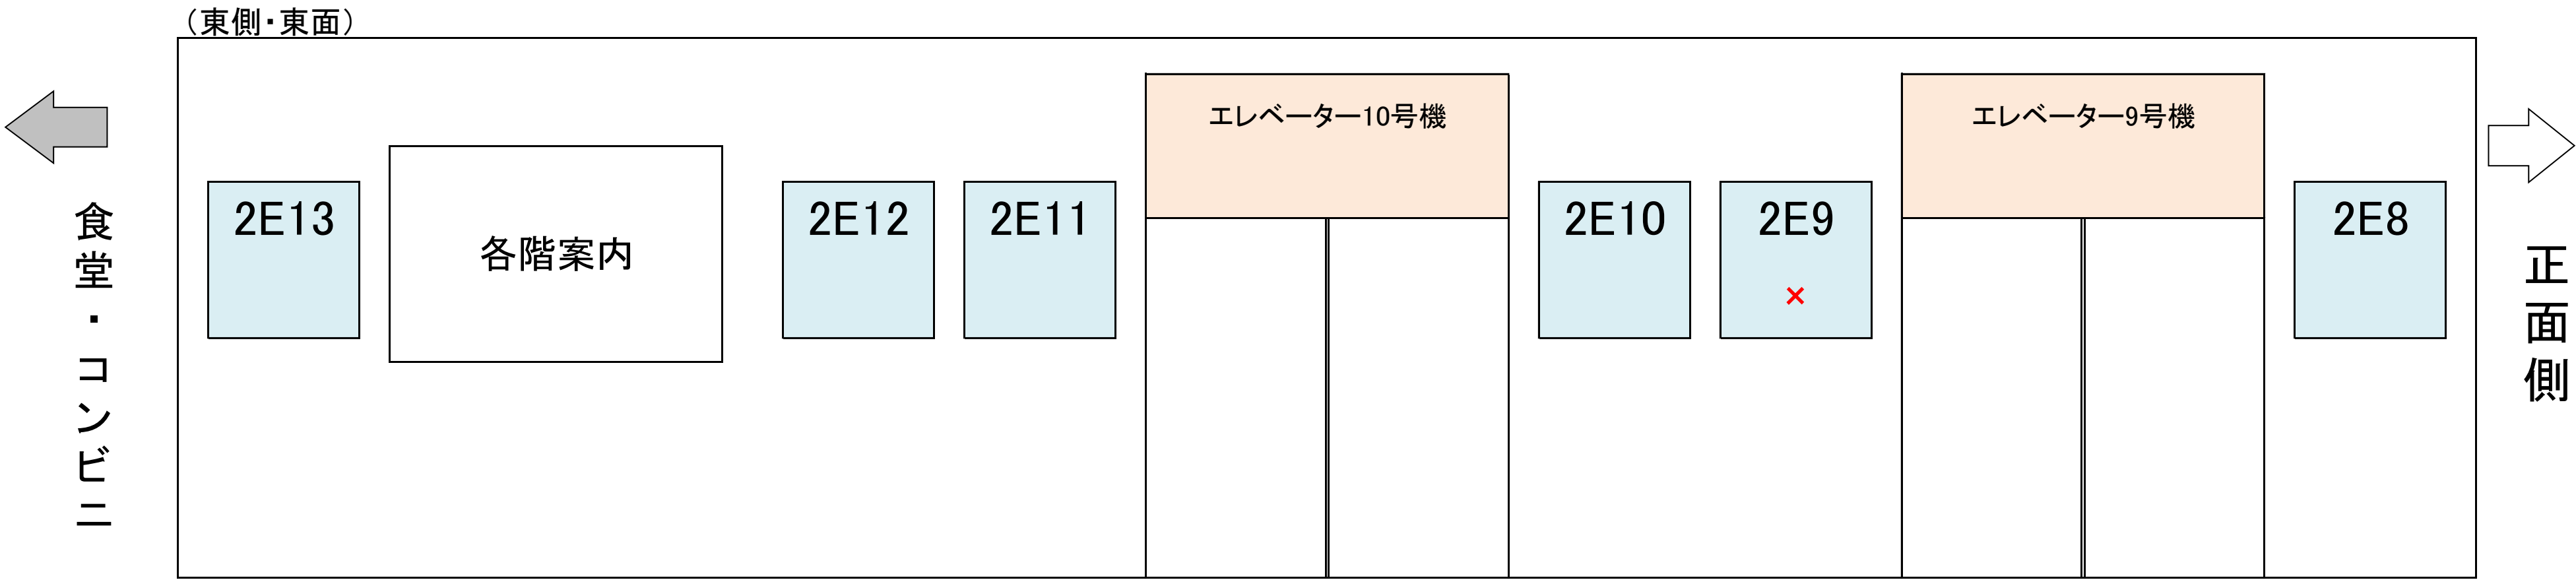 (東側・東面)
エレベーター10号機
エレベーター9号機
2E13
各階案内
2E12
2E11
2E10
2E9
×
2E8
食堂・コンビニ
正面側